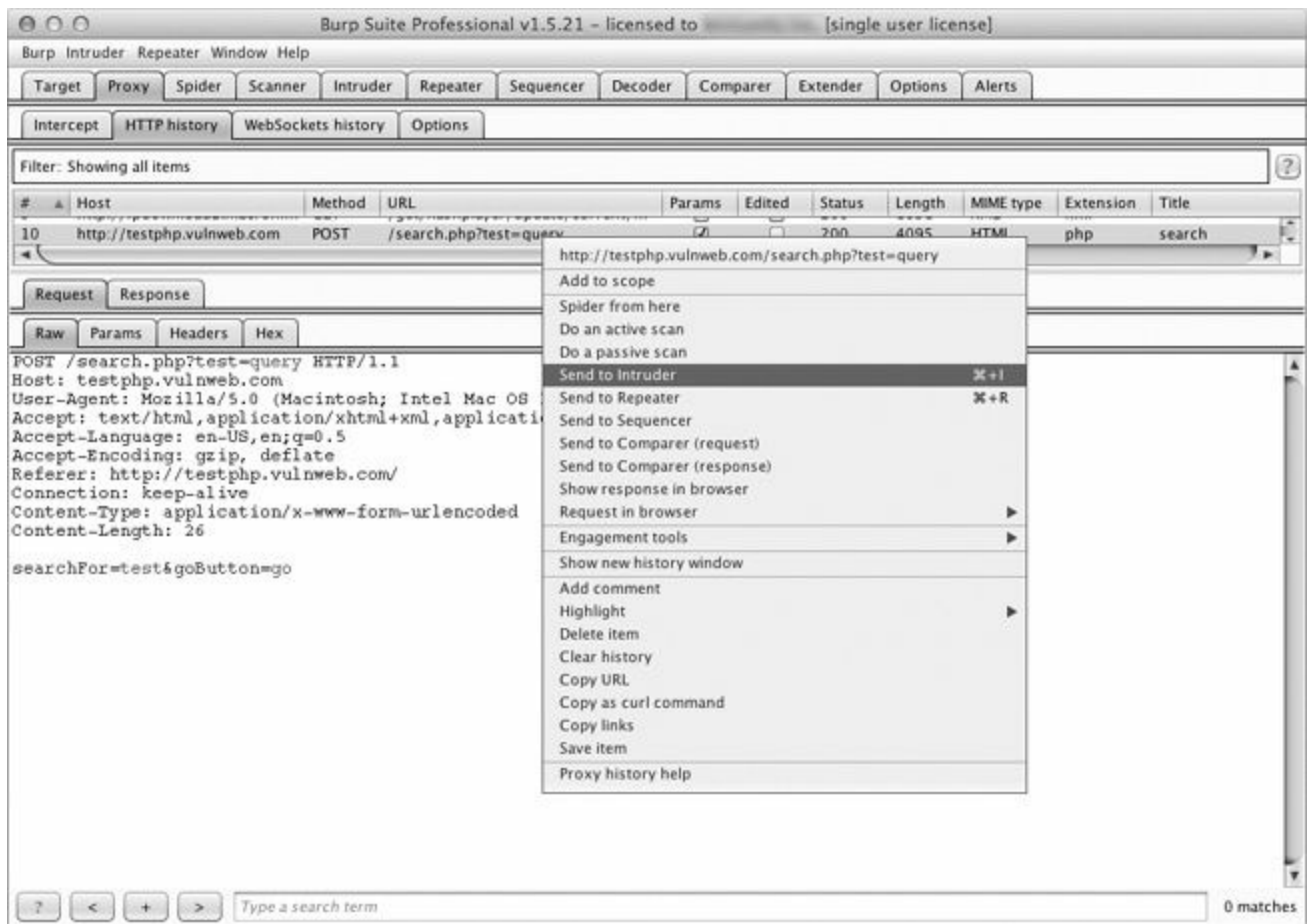 Burp Suite Professional v1.5.21 – licensed to [single user license]
Burp Intruder Repeater Window Help
Target Proxy Spider Scanner Intruder Repeater Sequencer Decoder Comparer Extender Options Alerts
Intercept HTTP history WebSockets history Options
Filter: Showing all items ?
# Host Method URL Params Edited Status Length MIME type Extension Title
10 http://testphp.vulnweb.com POST /search.php?test=query 200 4095 HTML php search
Request Response
Raw Params Headers Hex
POST /search.php?test=query HTTP/1.1
Host: testphp.vulnweb.com
User-Agent: Mozilla/5.0 (Macintosh; Intel Mac OS
Accept: text/html,application/xhtml+xml,applicati
Accept-Language: en-US,en;q=0.5
Accept-Encoding: gzip, deflate
Referer: http://testphp.vulnweb.com/
Connection: keep-alive
Content-Type: application/x-www-form-urlencoded
Content-Length: 26
searchFor=test&goButton=go
http://testphp.vulnweb.com/search.php?test=query
Add to scope
Spider from here
Do an active scan
Do a passive scan
Send to Intruder ⌘+I
Send to Repeater ⌘+R
Send to Sequencer
Send to Comparer (request)
Send to Comparer (response)
Show response in browser
Request in browser
Engagement tools
Show new history window
Add comment
Highlight
Delete item
Clear history
Copy URL
Copy as curl command
Copy links
Save item
Proxy history help
? < + > Type a search term 0 matches